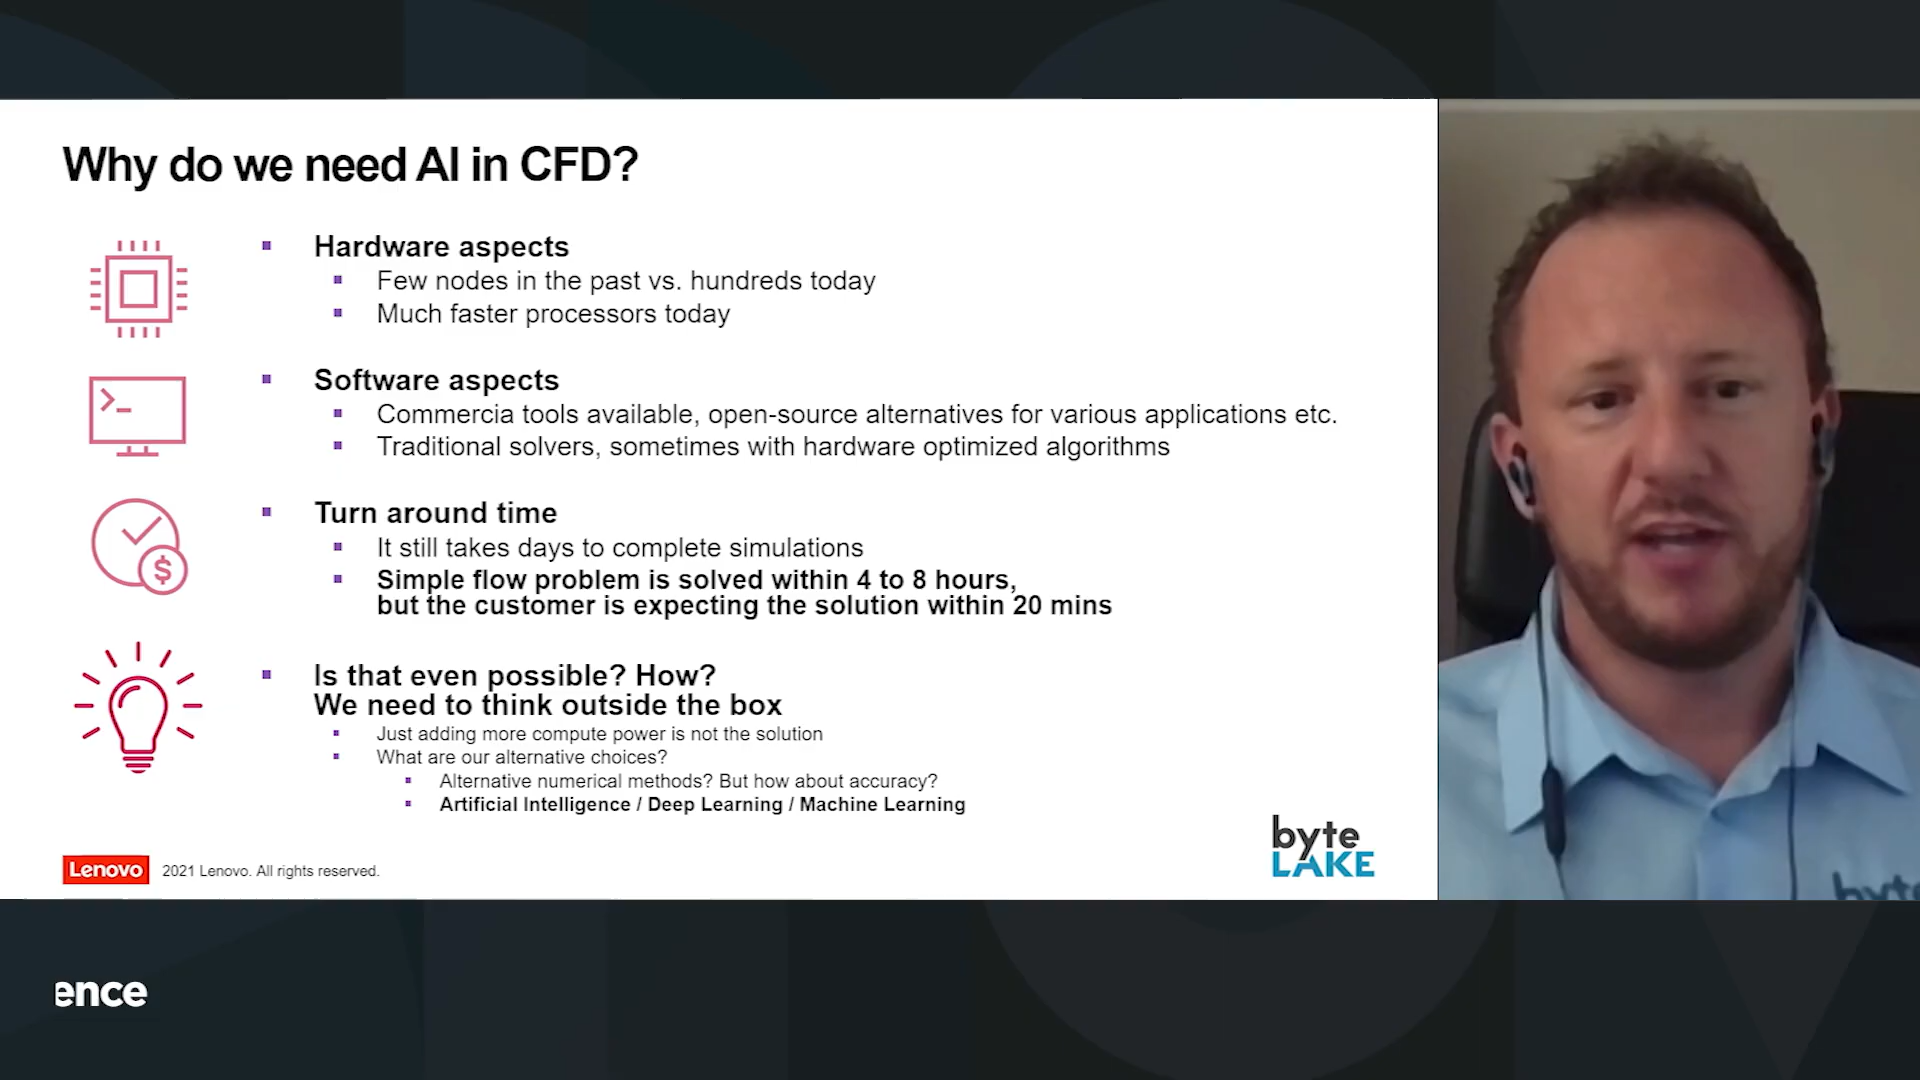 Why do we need AI in CFD?
Hardware aspects
Few nodes in the past vs. hundreds today
Much faster processors today
Software aspects
Commercia tools available, open-source alternatives for various applications etc.
Traditional solvers, sometimes with hardware optimized algorithms
Turn around time
It still takes days to complete simulations
Simple flow problem is solved within 4 to 8 hours,
but the customer is expecting the solution within 20 mins
Is that even possible? How?
We need to think outside the box
Just adding more compute power is not the solution
What are our alternative choices?
Alternative numerical methods? But how about accuracy?
Artificial Intelligence / Deep Learning / Machine Learning
Lenovo 2021 Lenovo. All rights reserved.
byte
LAKE
byte
ence